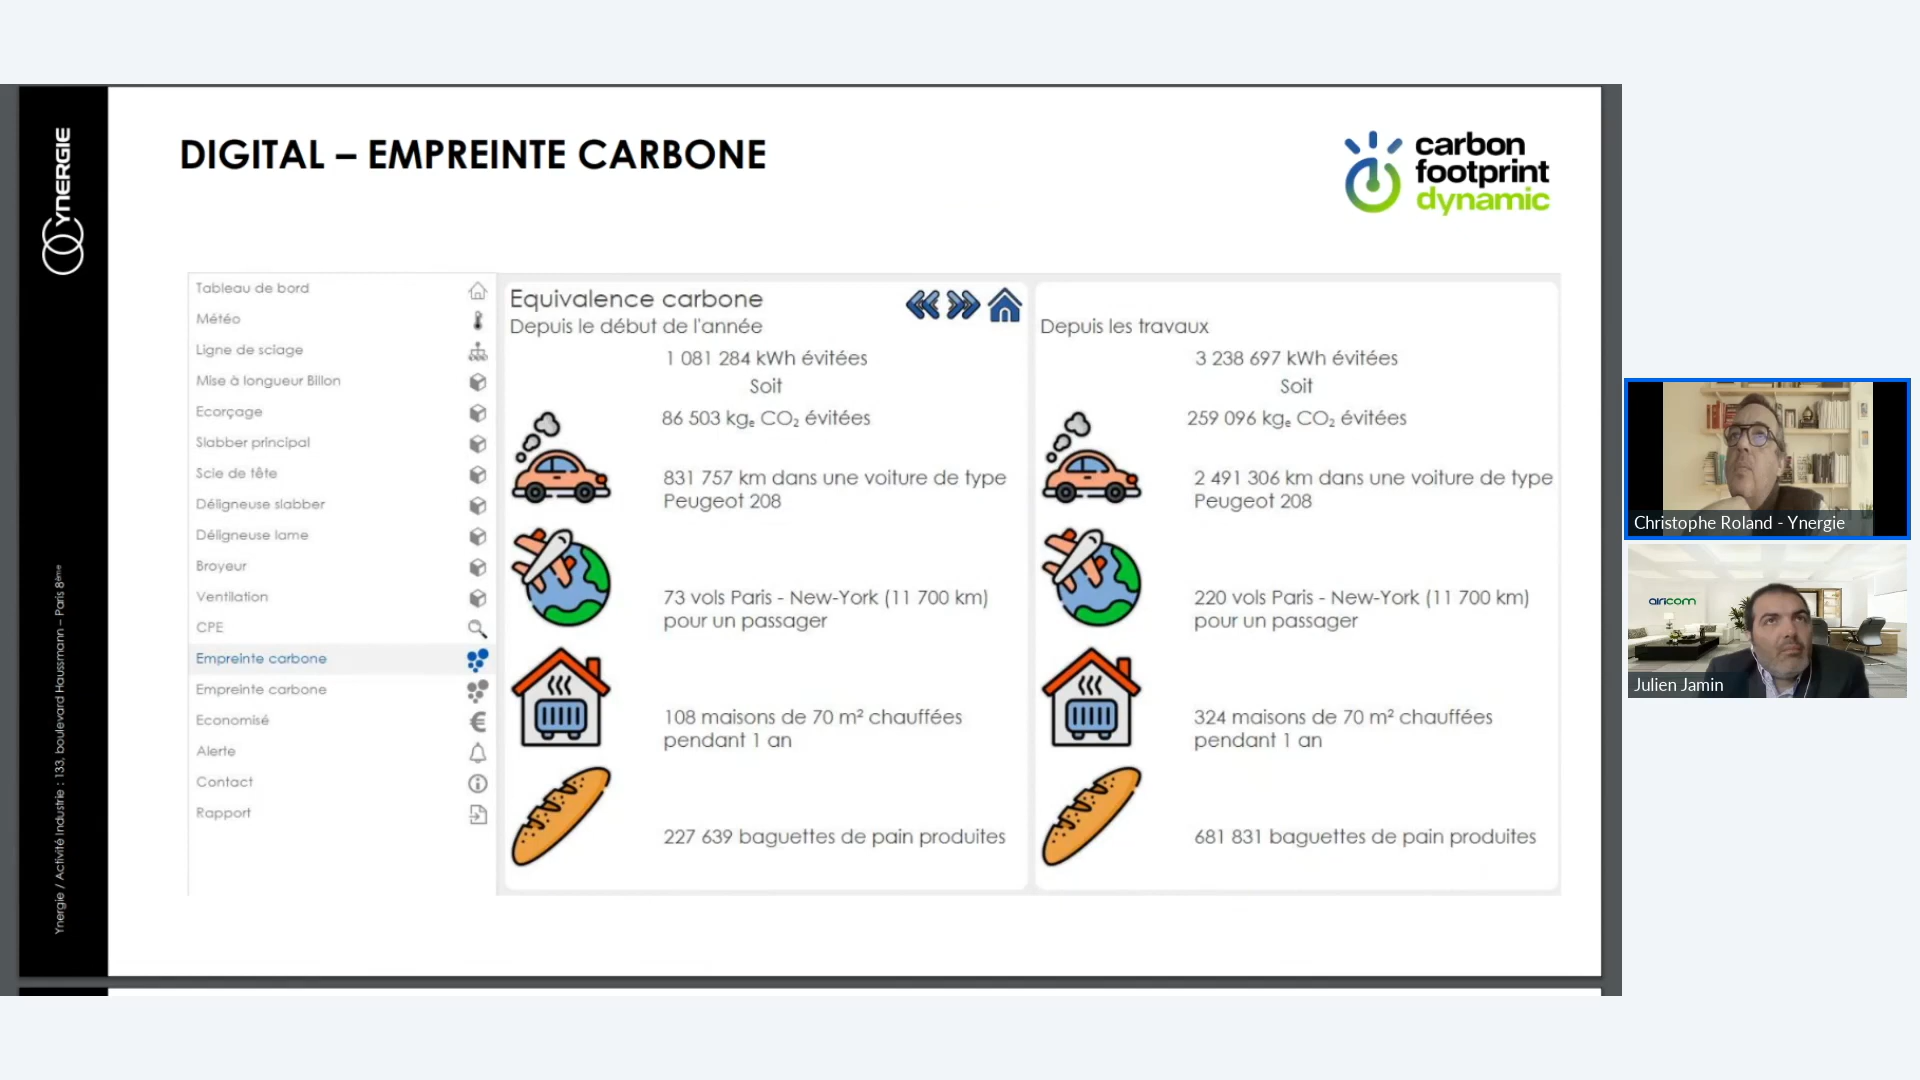 YNERGIE
Ynergie / Activité Industrie : 133, boulevard Haussmann – Paris 8ème
DIGITAL – EMPREINTE CARBONE
carbon
footprint
dynamic
Tableau de bord
Météo
Ligne de sciage
Mise à longueur Billon
Ecorçage
Slabber principal
Scie de tête
Déligneuse slabber
Déligneuse lame
Broyeur
Ventilation
CPE
Empreinte carbone
Empreinte carbone
Economisé
Alerte
Contact
Rapport
Equivalence carbone
Depuis le début de l'année
1 081 284 kWh évitées
Soit
86 503 kgₑ CO₂ évitées
831 757 km dans une voiture de type
Peugeot 208
73 vols Paris - New-York (11 700 km)
pour un passager
108 maisons de 70 m² chauffées
pendant 1 an
227 639 baguettes de pain produites
Depuis les travaux
3 238 697 kWh évitées
Soit
259 096 kgₑ CO₂ évitées
2 491 306 km dans une voiture de type
Peugeot 208
220 vols Paris - New-York (11 700 km)
pour un passager
324 maisons de 70 m² chauffées
pendant 1 an
681 831 baguettes de pain produites
Christophe Roland - Ynergie
airicom
Julien Jamin